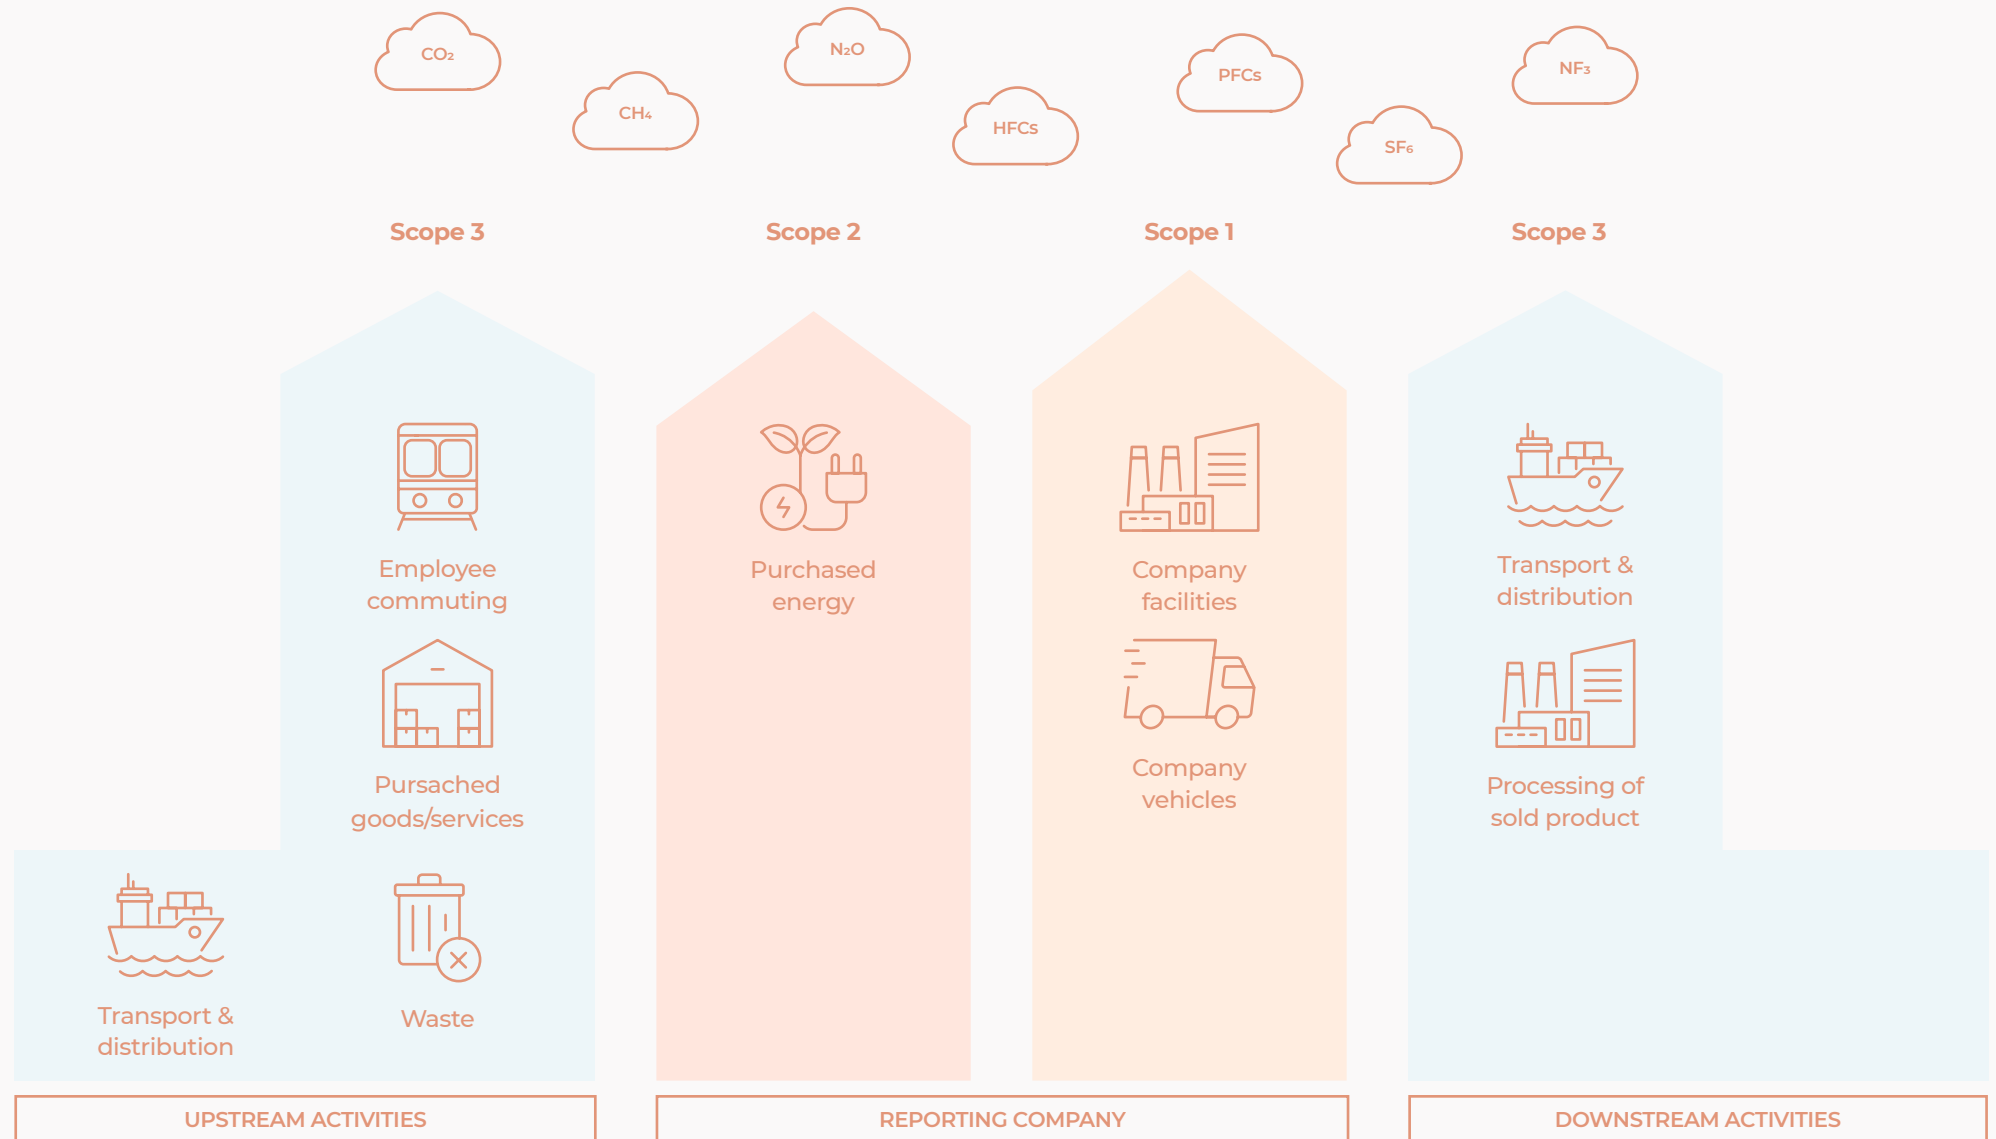 CO₂
CH₄
N₂O
HFCs
PFCs
SF₆
NF₃
Scope 3
Scope 2
Scope 1
Scope 3
Employee
commuting
Pursached
goods/services
Transport &
distribution
Waste
Purchased
energy
Company
facilities
Company
vehicles
Transport &
distribution
Processing of
sold product
UPSTREAM ACTIVITIES
REPORTING COMPANY
DOWNSTREAM ACTIVITIES